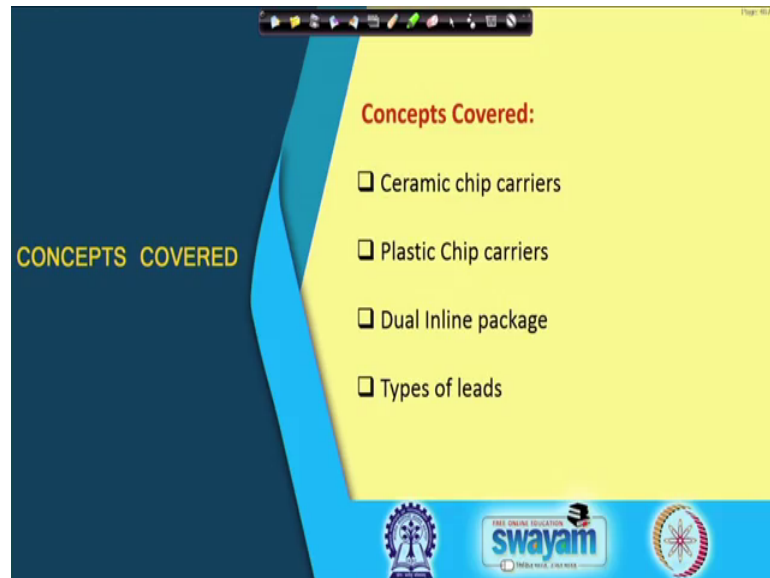 CONCEPTS COVERED
Concepts Covered:
Ceramic chip carriers
Plastic Chip carriers
Dual Inline package
Types of leads
FREE ONLINE EDUCATION
swayam